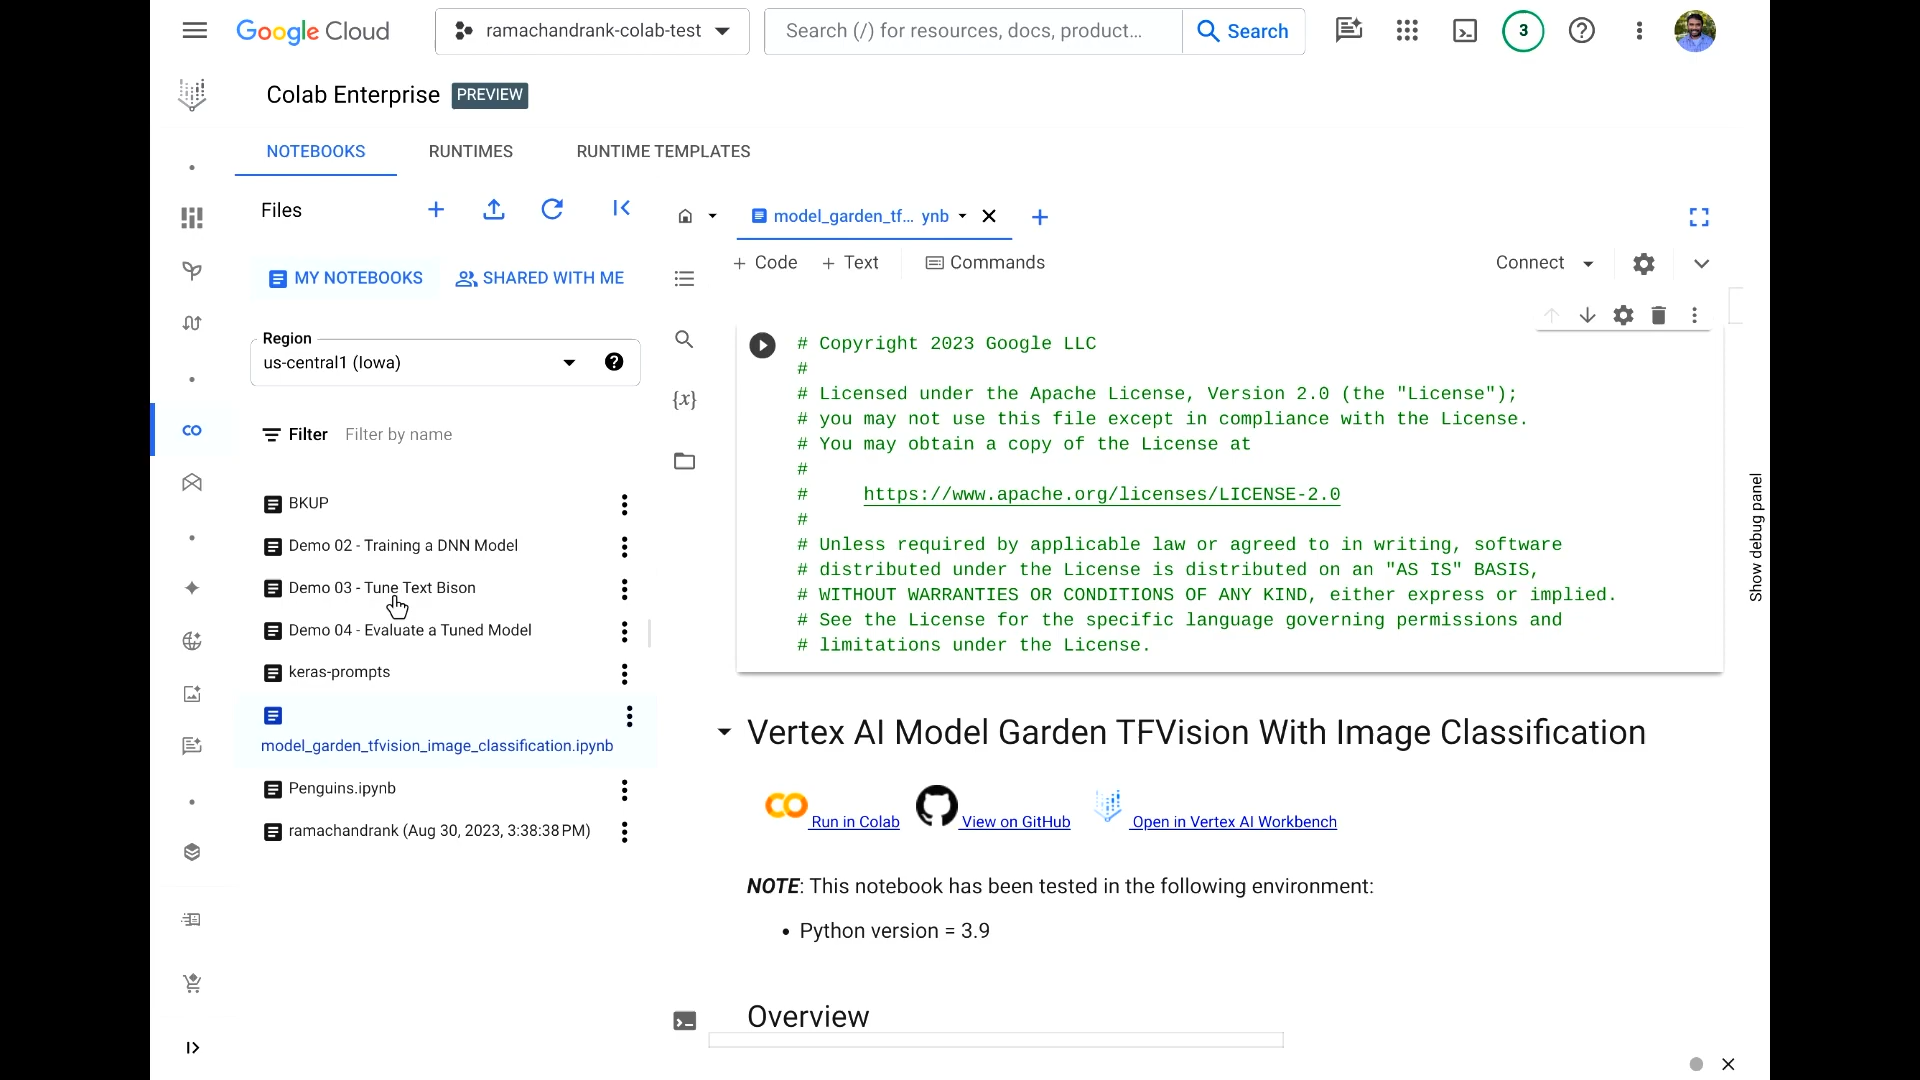 Google Cloud
ramachandrank-colab-test
Search (/) for resources, docs, product...
Search
3
Colab Enterprise
PREVIEW
NOTEBOOKS
RUNTIMES
RUNTIME TEMPLATES
Files
model_garden_tf... ynb
+ Code
+ Text
Commands
Connect
MY NOTEBOOKS
SHARED WITH ME
Region
us-central1 (Iowa)
Filter
Filter by name
BKUP
Demo 02 - Training a DNN Model
Demo 03 - Tune Text Bison
Demo 04 - Evaluate a Tuned Model
keras-prompts
model_garden_tfvision_image_classification.ipynb
Penguins.ipynb
ramachandrank (Aug 30, 2023, 3:38:38 PM)
{x}
# Copyright 2023 Google LLC
#
# Licensed under the Apache License, Version 2.0 (the "License");
# you may not use this file except in compliance with the License.
# You may obtain a copy of the License at
#
# https://www.apache.org/licenses/LICENSE-2.0
#
# Unless required by applicable law or agreed to in writing, software
# distributed under the License is distributed on an "AS IS" BASIS,
# WITHOUT WARRANTIES OR CONDITIONS OF ANY KIND, either express or implied.
# See the License for the specific language governing permissions and
# limitations under the License.
Show debug panel
Vertex AI Model Garden TFVision With Image Classification
Run in Colab
View on GitHub
Open in Vertex AI Workbench
NOTE: This notebook has been tested in the following environment:
• Python version = 3.9
Overview